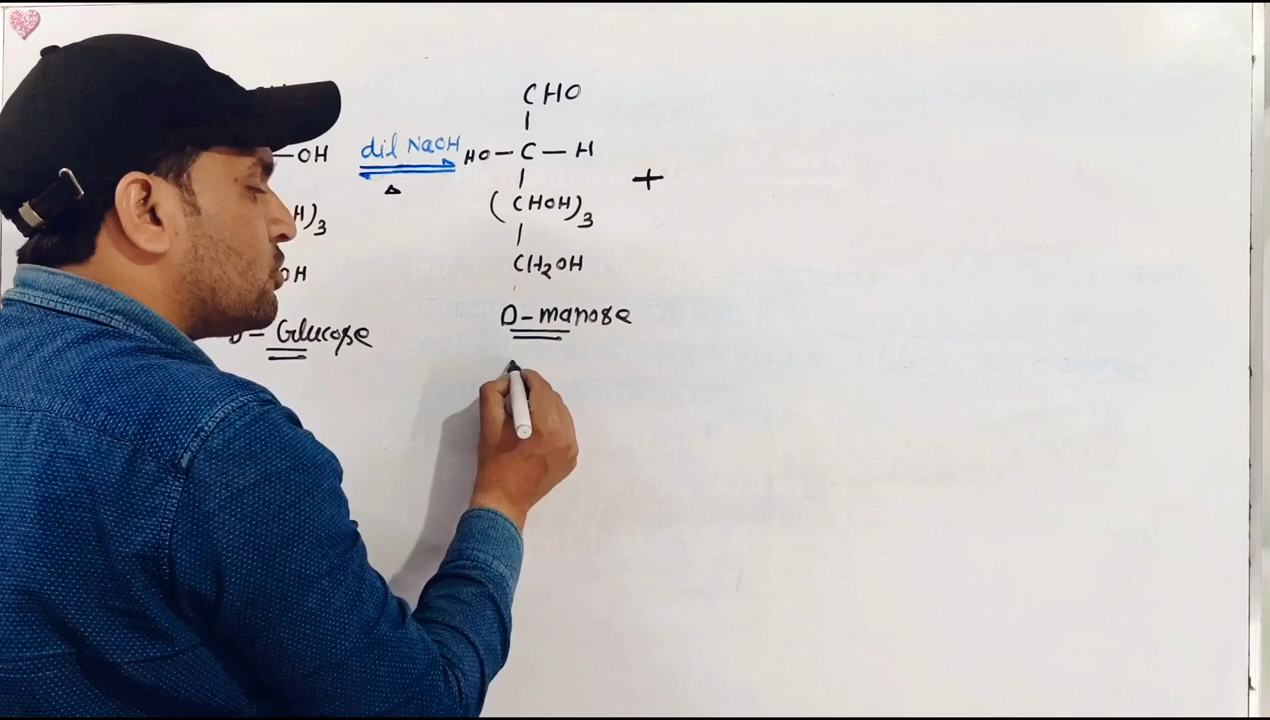 CHO
—OH
dil NaOH
HO—C—H
+
Δ
H)3
(CHOH)3
OH
CH2OH
D-manose
D-Glucose